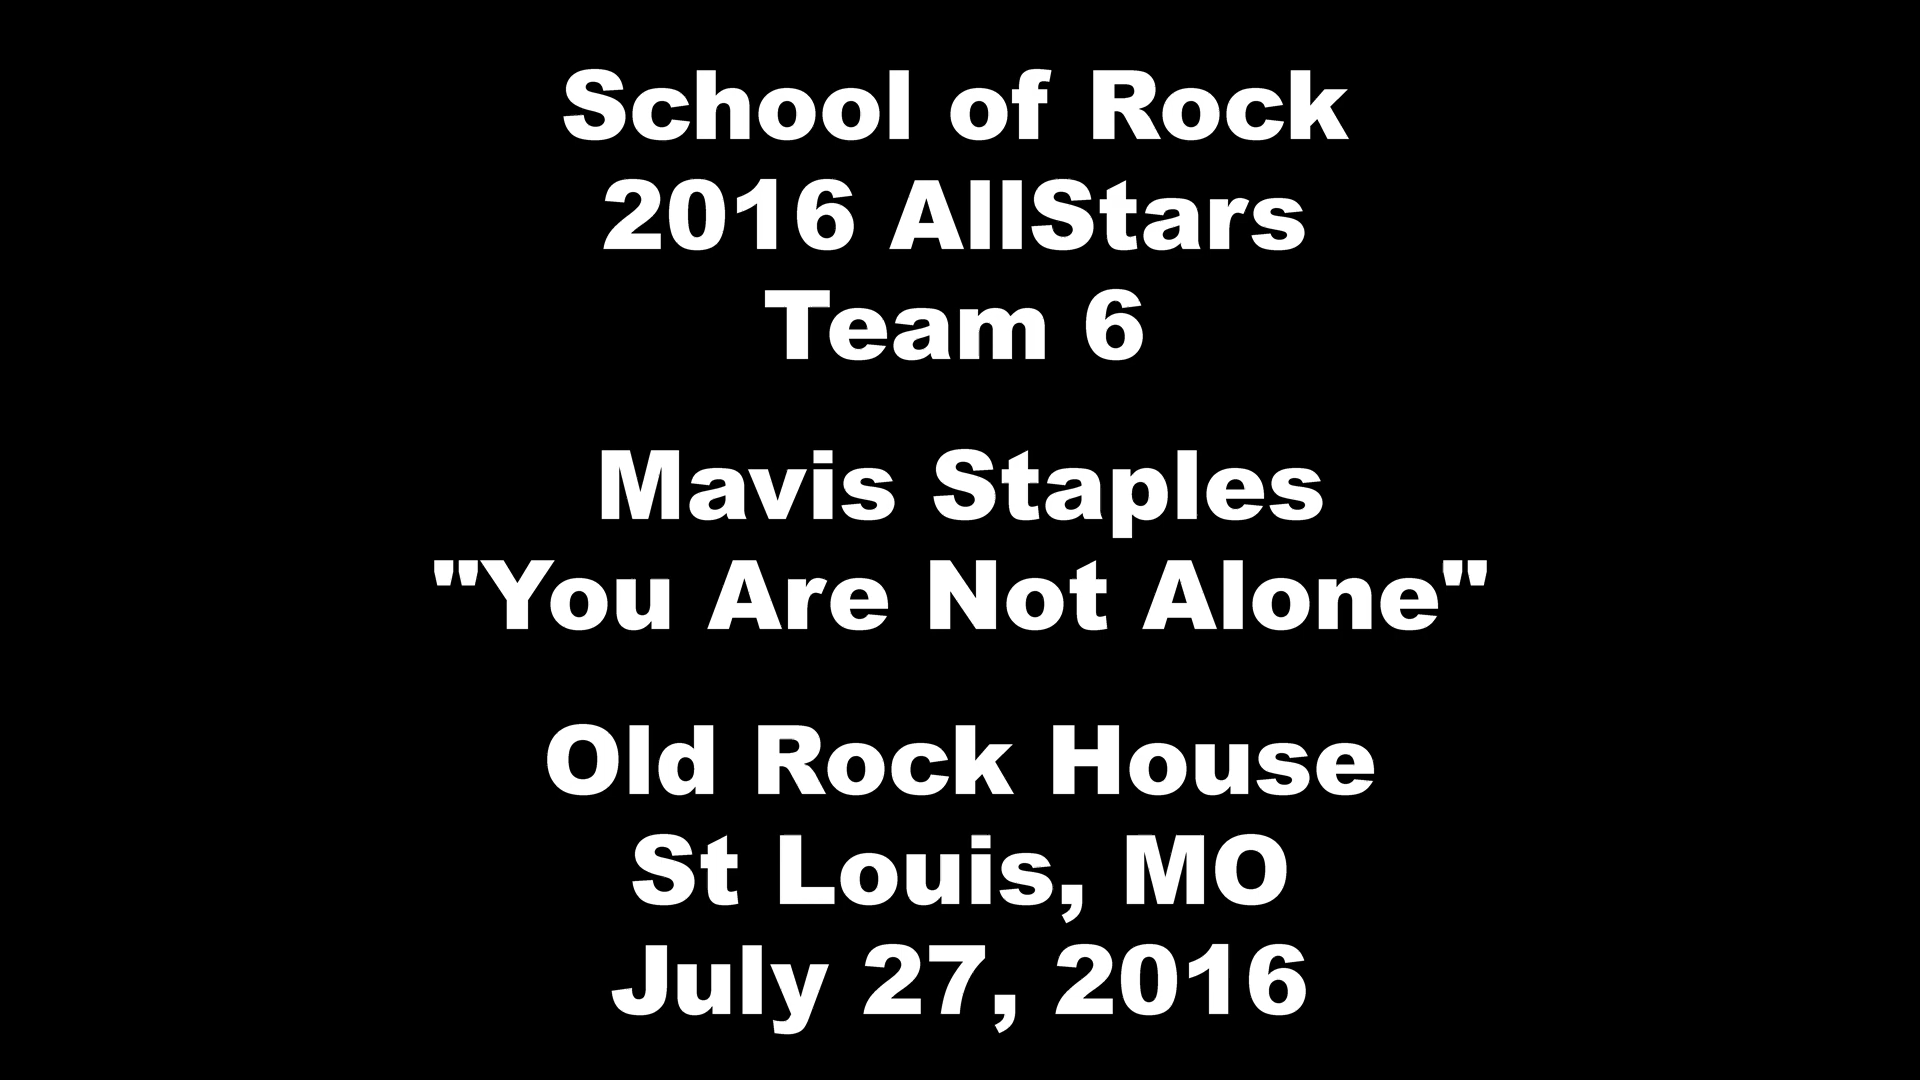 School of Rock
2016 AllStars
Team 6
Mavis Staples
"You Are Not Alone"
Old Rock House
St Louis, MO
July 27, 2016